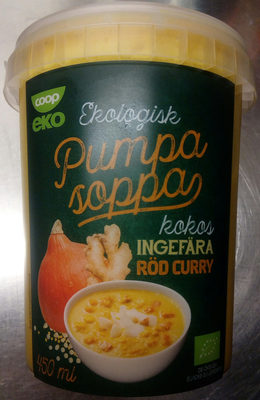 coop
eko
Ekologisk
Pumpa
soppa
kokos
INGEFÄRA
RÖD CURRY
450 ml